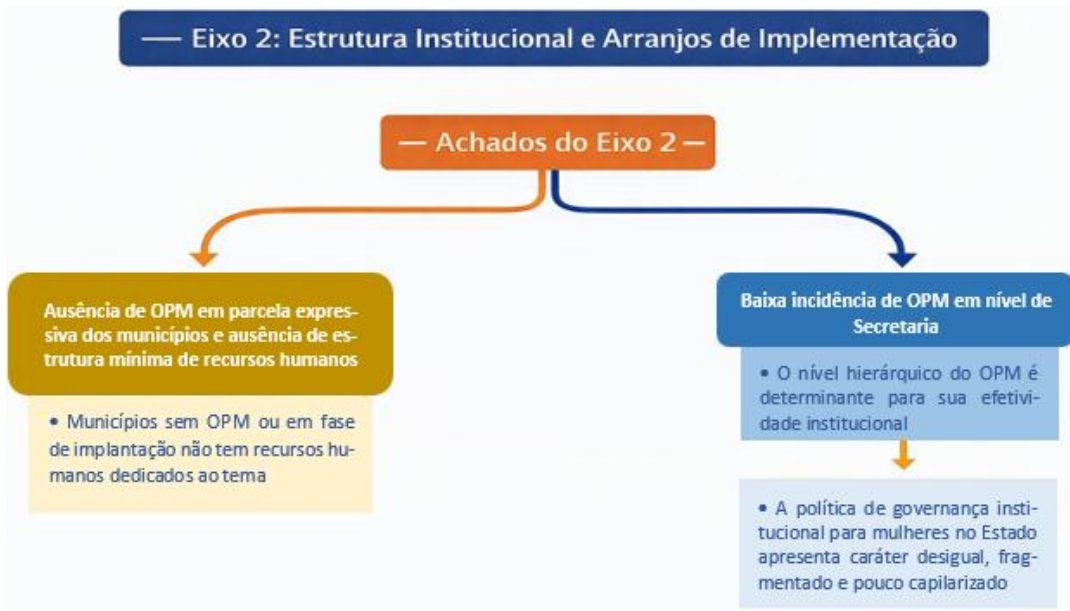 — Eixo 2: Estrutura Institucional e Arranjos de Implementação
— Achados do Eixo 2 —
Ausência de OPM em parcela expres-
siva dos municípios e ausência de es-
trutura mínima de recursos humanos
• Municípios sem OPM ou em fase
de implantação não tem recursos hu-
manos dedicados ao tema
Baixa incidência de OPM em nível de
Secretaria
• O nível hierárquico do OPM é
determinante para sua efetivi-
dade institucional
• A política de governança insti-
tucional para mulheres no Estado
apresenta caráter desigual, frag-
mentado e pouco capilarizado